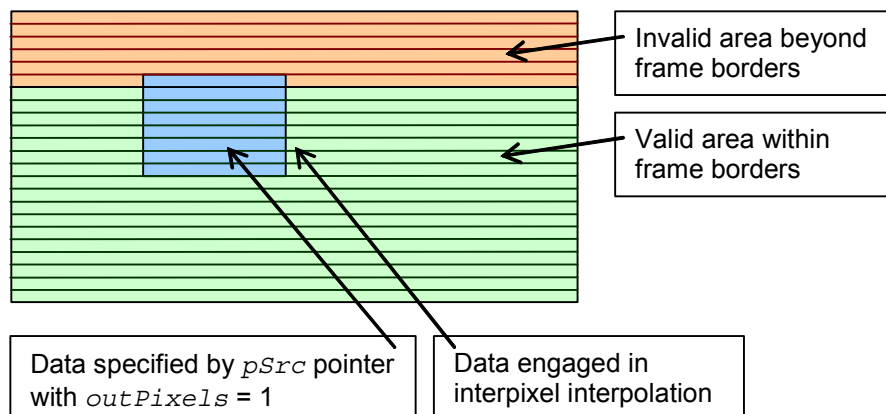 Invalid area beyond
frame borders
Valid area within
frame borders
Data specified by pSrc pointer
with outPixels = 1
Data engaged in
interpixel interpolation